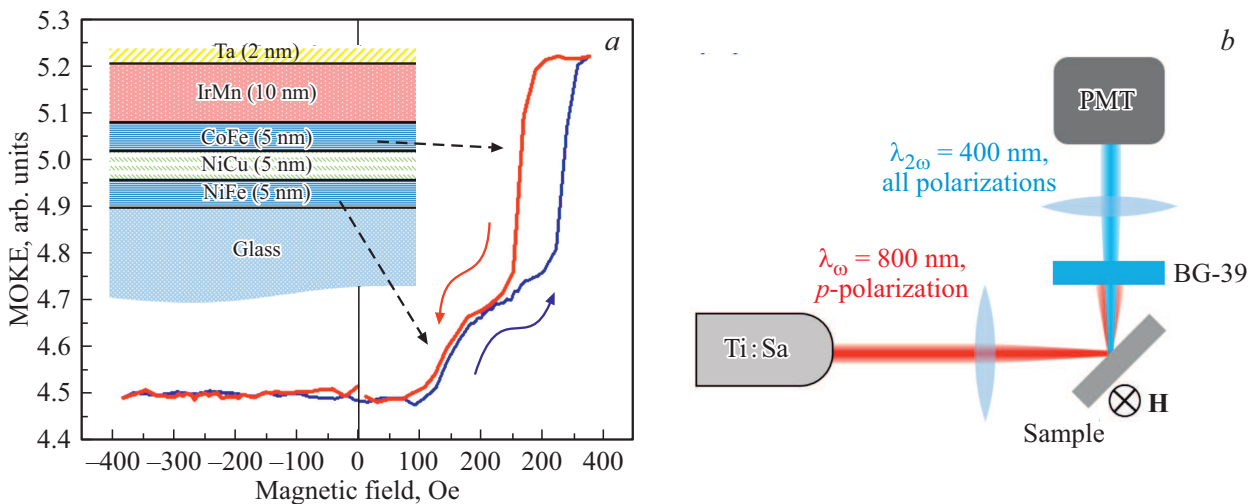 a
5.3
5.2
5.1
5.0
4.9
4.8
4.7
4.6
4.5
4.4
MOKE, arb. units
Ta (2 nm)
IrMn (10 nm)
CoFe (5 nm)
NiCu (5 nm)
NiFe (5 nm)
Glass
–400 –300 –200 –100 0 100 200 200 400
Magnetic field, Oe
b
PMT
λ2ω = 400 nm,
all polarizations
λω = 800 nm,
p-polarization
BG-39
Ti : Sa
H
Sample